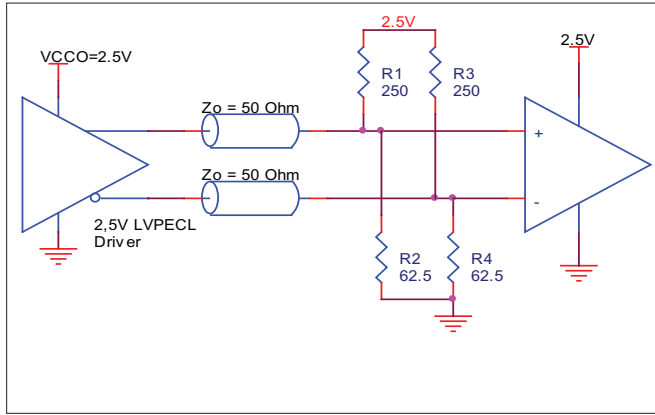 2.5V
VCCO=2.5V
2.5V
R1
250
R3
250
Zo = 50 Ohm
+
Zo = 50 Ohm
-
2,5V LVPECL
Driver
R2
62.5
R4
62.5